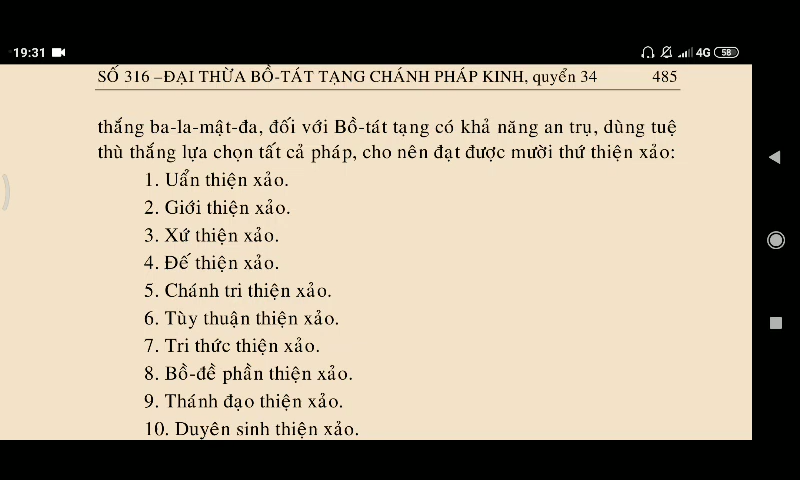 19:31 4G 58
SỐ 316 –ĐẠI THỪA BỒ-TÁT TẠNG CHÁNH PHÁP KINH, quyển 34 485
thắng ba-la-mật-đa, đối với Bồ-tát tạng có khả năng an trụ, dùng tuệ
thù thắng lựa chọn tất cả pháp, cho nên đạt được mười thứ thiện xảo:
1. Uẩn thiện xảo.
2. Giới thiện xảo.
3. Xứ thiện xảo.
4. Đế thiện xảo.
5. Chánh tri thiện xảo.
6. Tùy thuận thiện xảo.
7. Tri thức thiện xảo.
8. Bồ-đề phần thiện xảo.
9. Thánh đạo thiện xảo.
10. Duyên sinh thiện xảo.